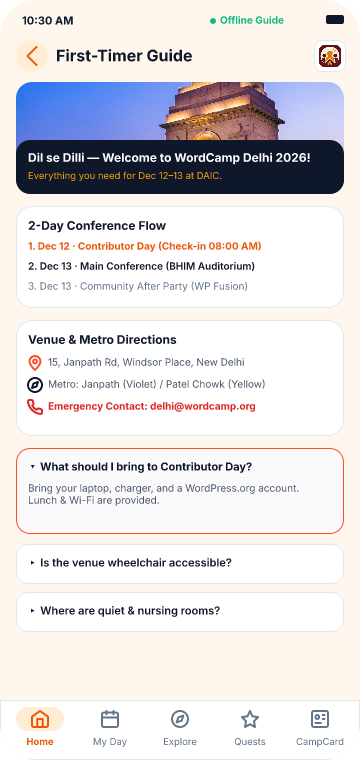 10:30 AM
Offline Guide
First-Timer Guide
Dil se Dilli — Welcome to WordCamp Delhi 2026!
Everything you need for Dec 12–13 at DAIC.
2-Day Conference Flow
1. Dec 12 · Contributor Day (Check-in 08:00 AM)
2. Dec 13 · Main Conference (BHIM Auditorium)
3. Dec 13 · Community After Party (WP Fusion)
Venue & Metro Directions
15, Janpath Rd, Windsor Place, New Delhi
Metro: Janpath (Violet) / Patel Chowk (Yellow)
Emergency Contact: delhi@wordcamp.org
What should I bring to Contributor Day?
Bring your laptop, charger, and a WordPress.org account.
Lunch & Wi-Fi are provided.
Is the venue wheelchair accessible?
Where are quiet & nursing rooms?
Home
My Day
Explore
Quests
CampCard